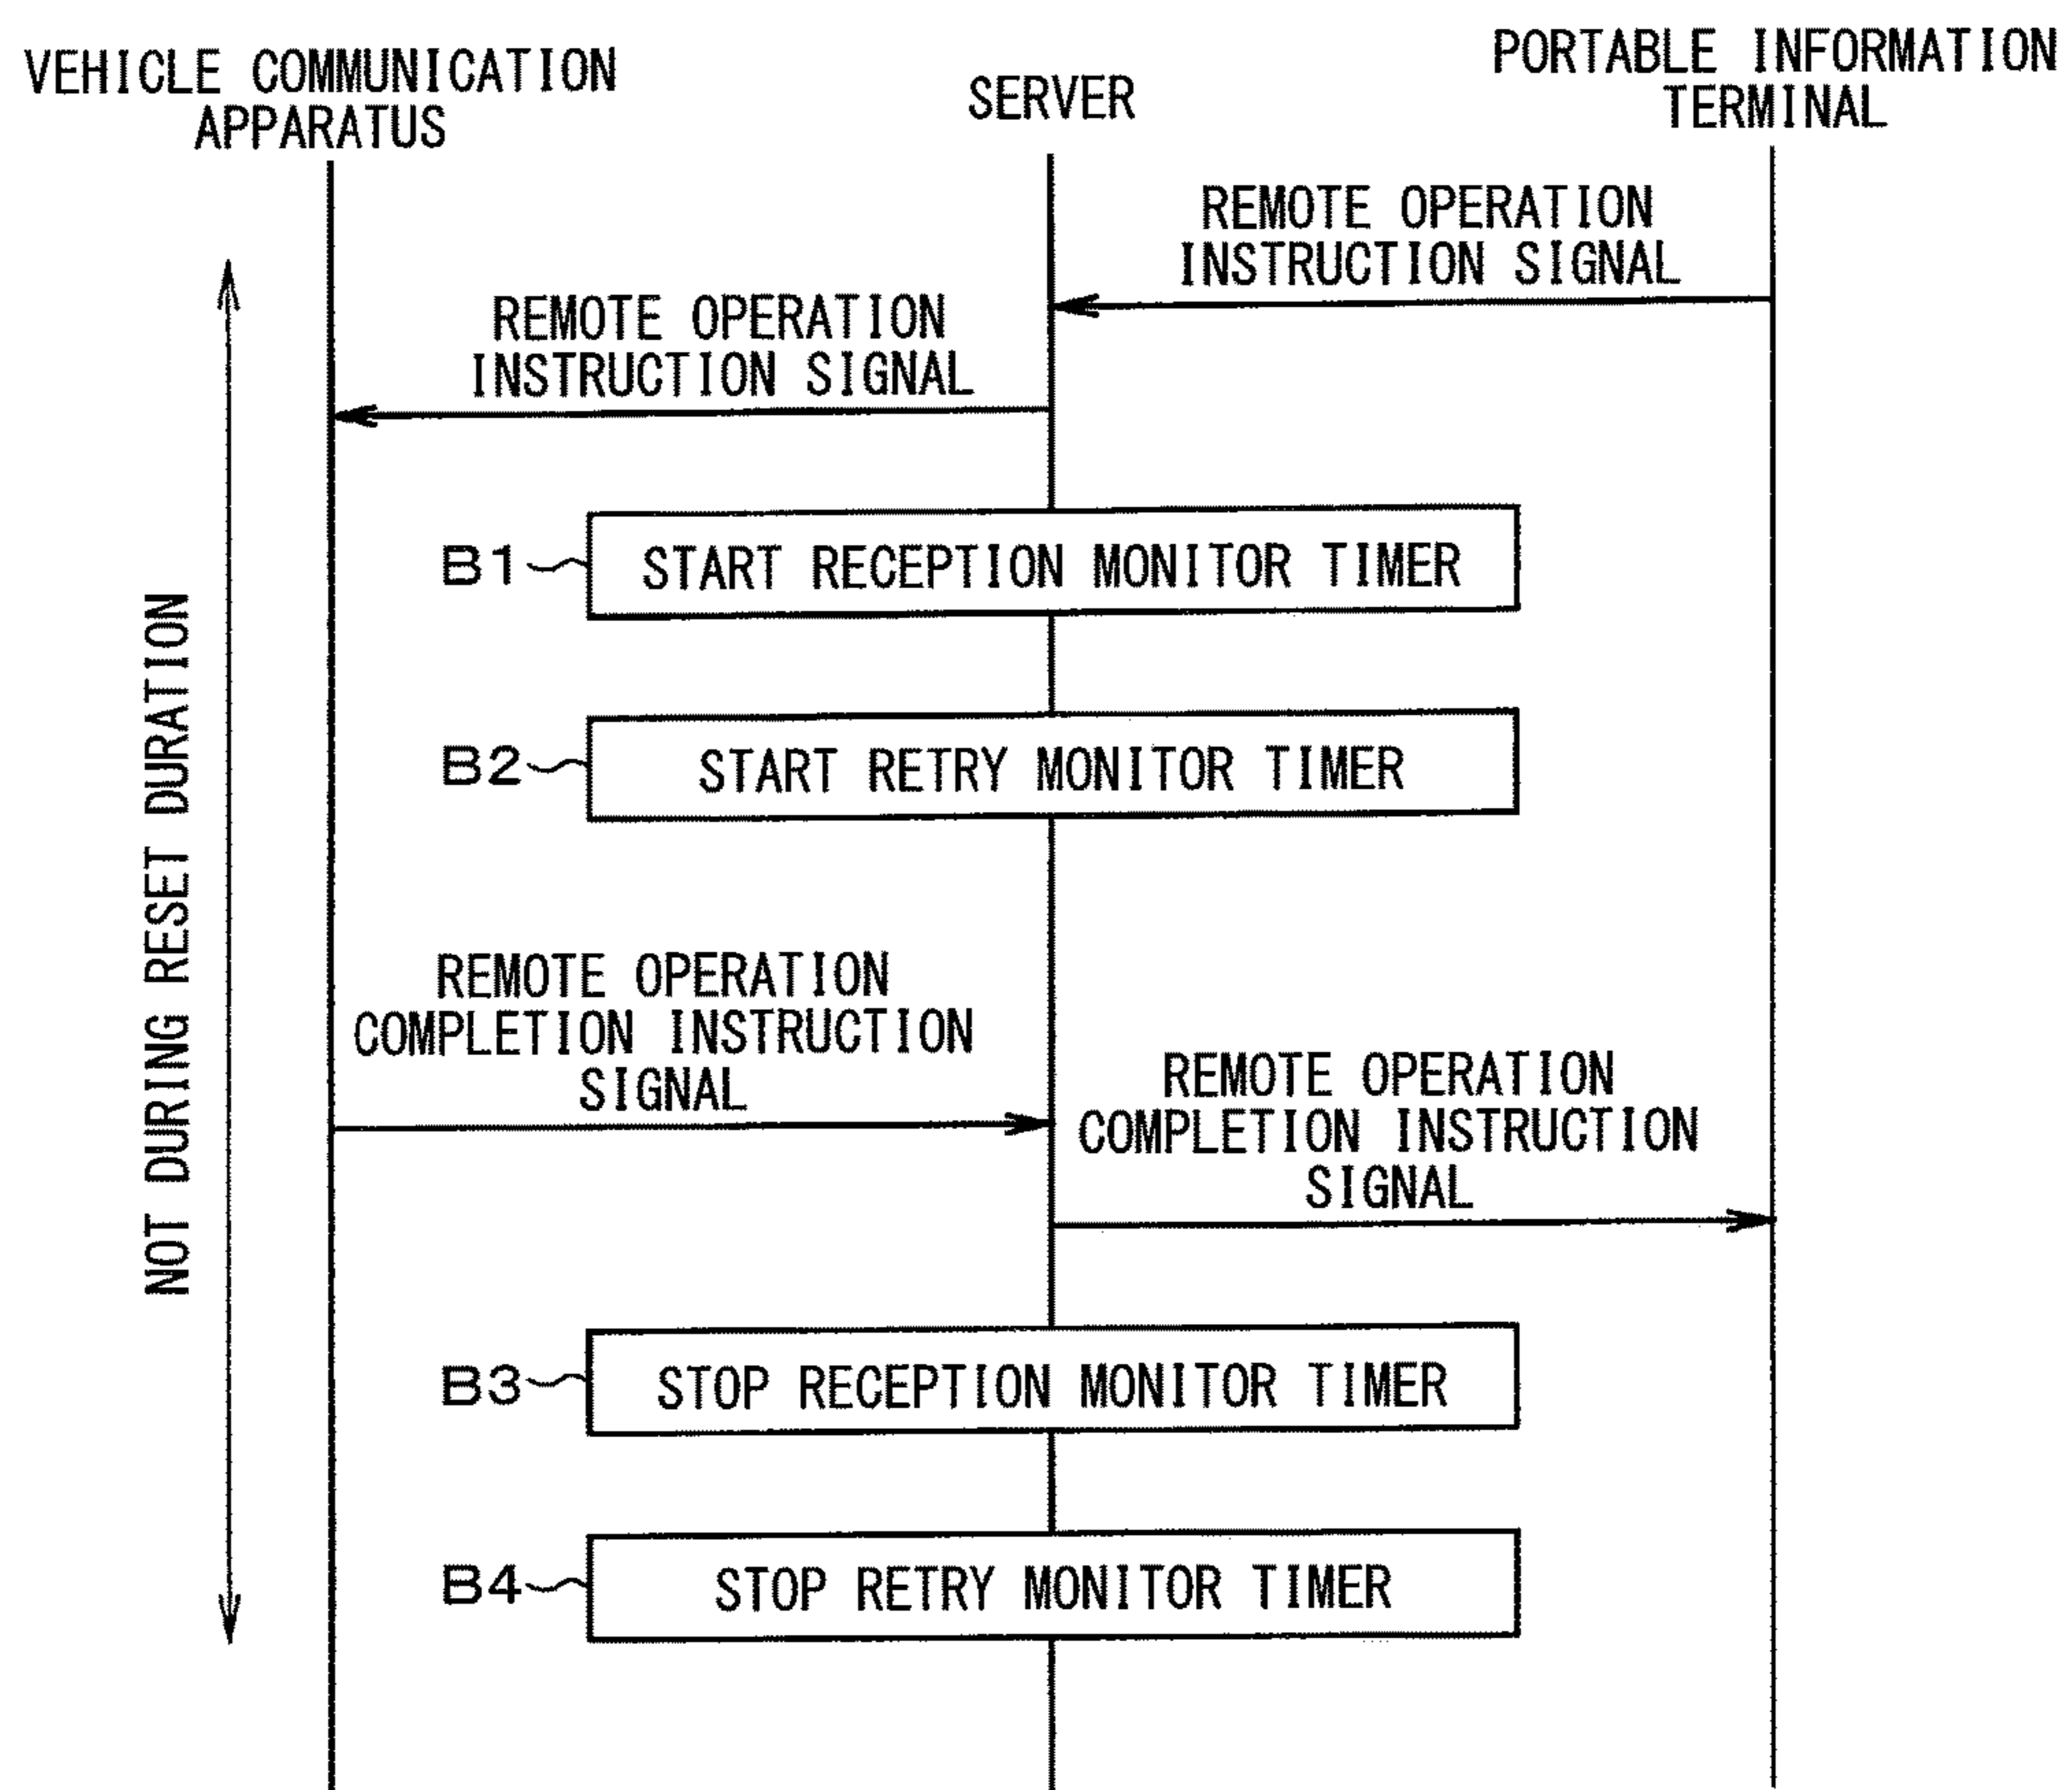 VEHICLE COMMUNICATION
APPARATUS
SERVER
PORTABLE INFORMATION
TERMINAL
REMOTE OPERATION
INSTRUCTION SIGNAL
REMOTE OPERATION
INSTRUCTION SIGNAL
B1
START RECEPTION MONITOR TIMER
B2
START RETRY MONITOR TIMER
NOT DURING RESET DURATION
REMOTE OPERATION
COMPLETION INSTRUCTION
SIGNAL
REMOTE OPERATION
COMPLETION INSTRUCTION
SIGNAL
B3
STOP RECEPTION MONITOR TIMER
B4
STOP RETRY MONITOR TIMER